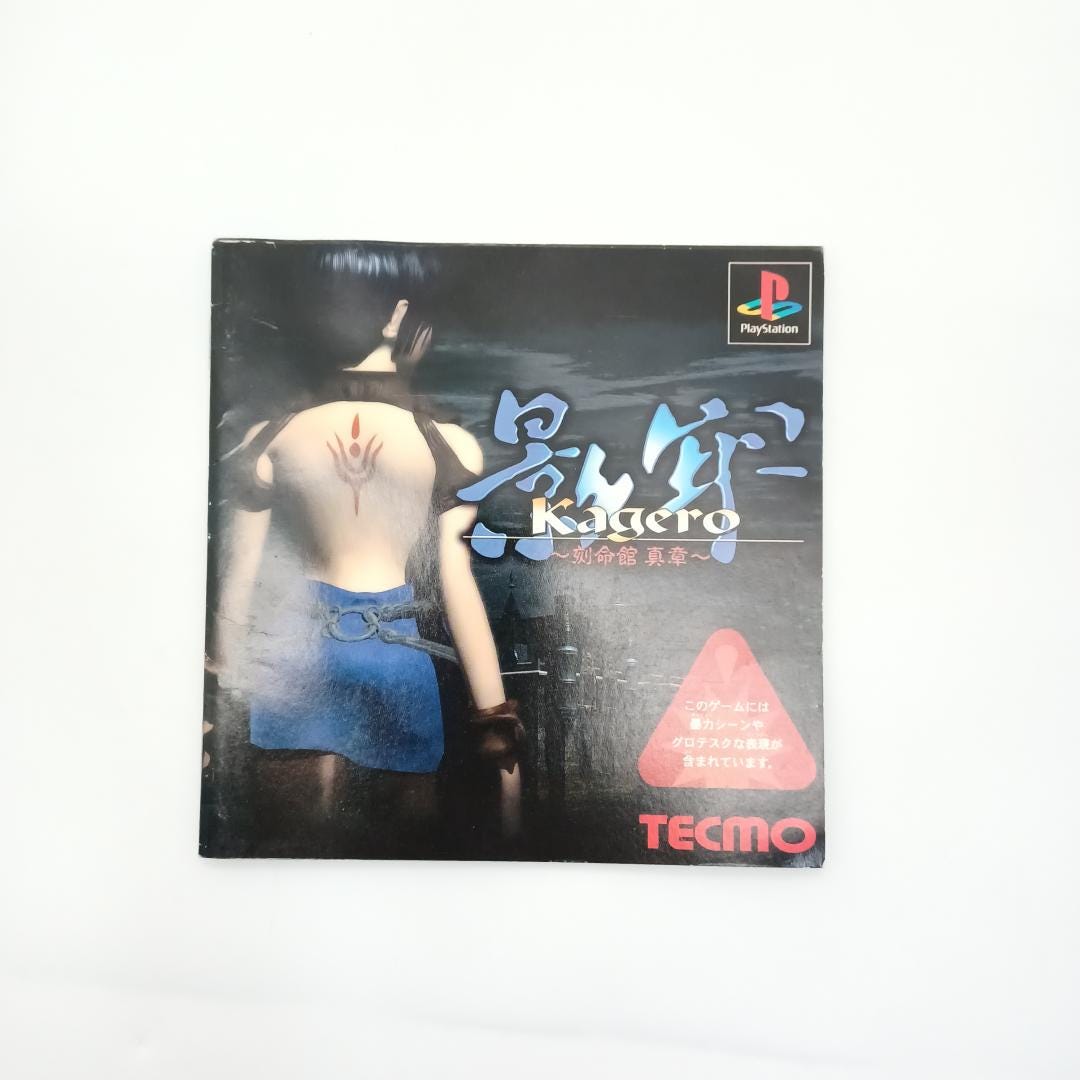 PlayStation
影牢
Kagero
～刻命館 真章～
このゲームには
暴力シーンや
グロテスクな表現が
含まれています。
TECMO